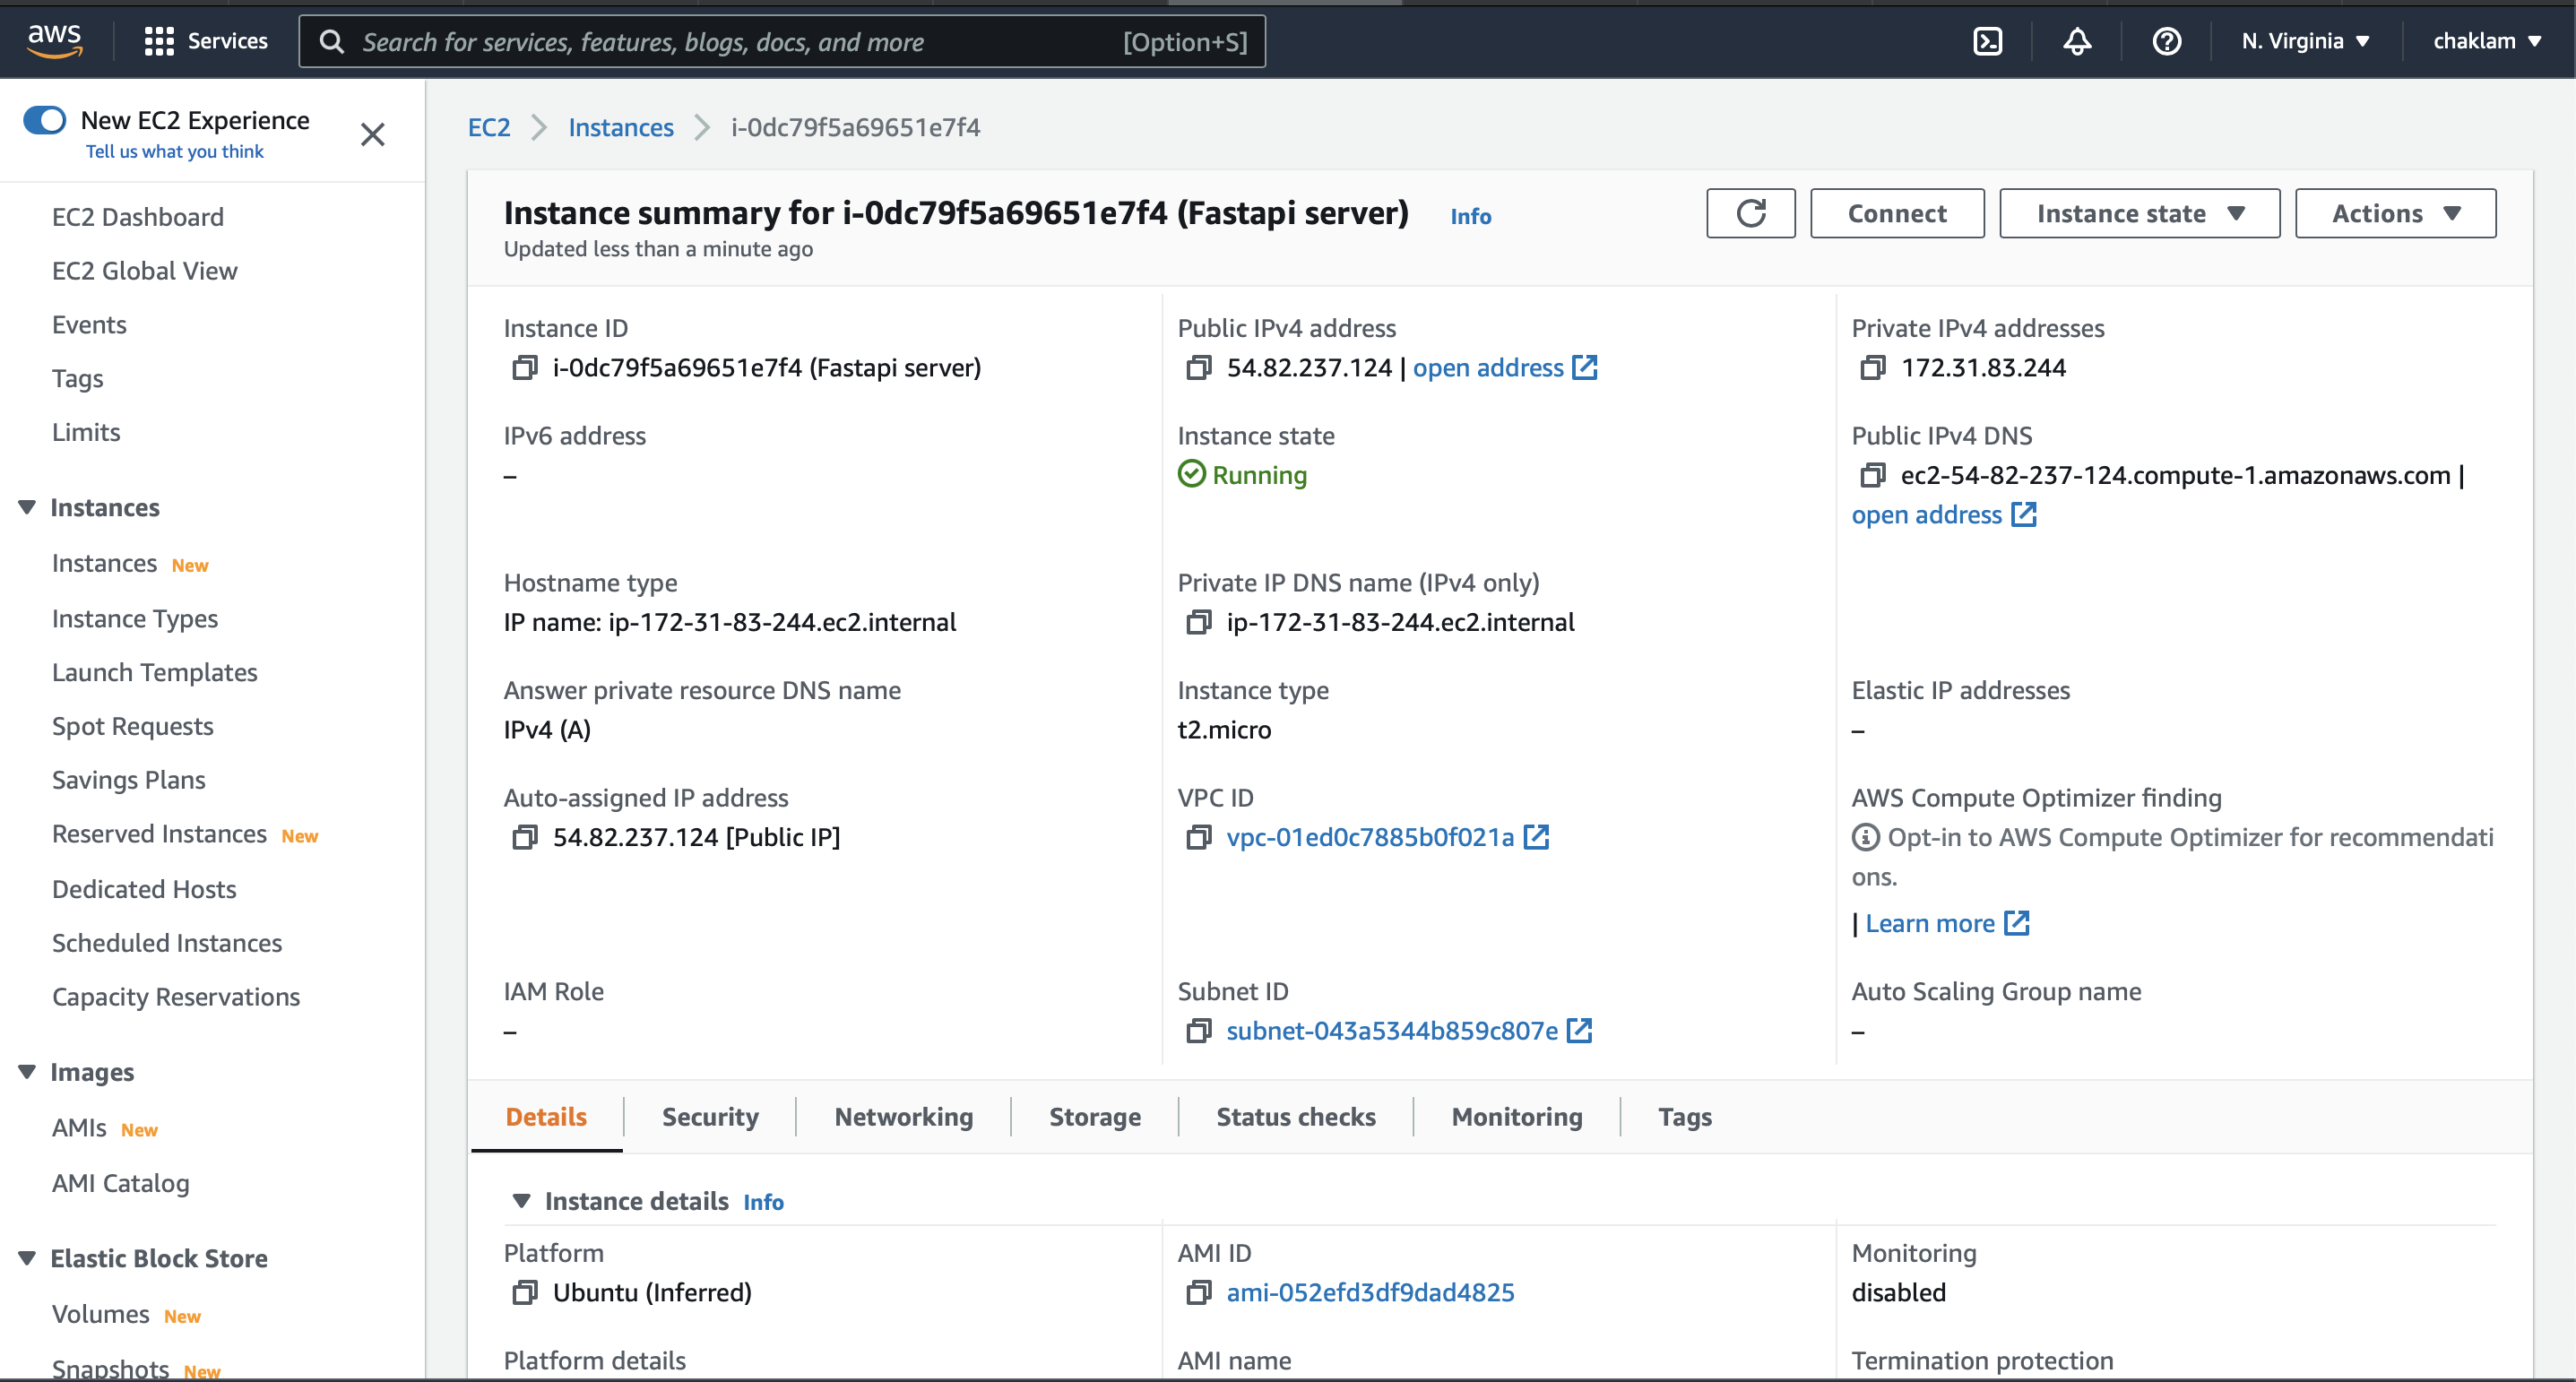 aws
Services
Search for services, features, blogs, docs, and more
[Option+S]
N. Virginia
chaklam
New EC2 Experience
Tell us what you think
EC2 Dashboard
EC2 Global View
Events
Tags
Limits
Instances
Instances New
Instance Types
Launch Templates
Spot Requests
Savings Plans
Reserved Instances New
Dedicated Hosts
Scheduled Instances
Capacity Reservations
Images
AMIs New
AMI Catalog
Elastic Block Store
Volumes New
Snapshots New
EC2 Instances i-0dc79f5a69651e7f4
Instance summary for i-0dc79f5a69651e7f4 (Fastapi server) Info
Updated less than a minute ago
Connect
Instance state
Actions
Instance ID
i-0dc79f5a69651e7f4 (Fastapi server)
Public IPv4 address
54.82.237.124 | open address
Private IPv4 addresses
172.31.83.244
IPv6 address
–
Instance state
Running
Public IPv4 DNS
ec2-54-82-237-124.compute-1.amazonaws.com |
open address
Hostname type
IP name: ip-172-31-83-244.ec2.internal
Private IP DNS name (IPv4 only)
ip-172-31-83-244.ec2.internal
Answer private resource DNS name
IPv4 (A)
Instance type
t2.micro
Elastic IP addresses
–
Auto-assigned IP address
54.82.237.124 [Public IP]
VPC ID
vpc-01ed0c7885b0f021a
AWS Compute Optimizer finding
Opt-in to AWS Compute Optimizer for recommendati
ons.
| Learn more
IAM Role
–
Subnet ID
subnet-043a5344b859c807e
Auto Scaling Group name
–
Details
Security
Networking
Storage
Status checks
Monitoring
Tags
Instance details Info
Platform
Ubuntu (Inferred)
AMI ID
ami-052efd3df9dad4825
Monitoring
disabled
Platform details
AMI name
Termination protection